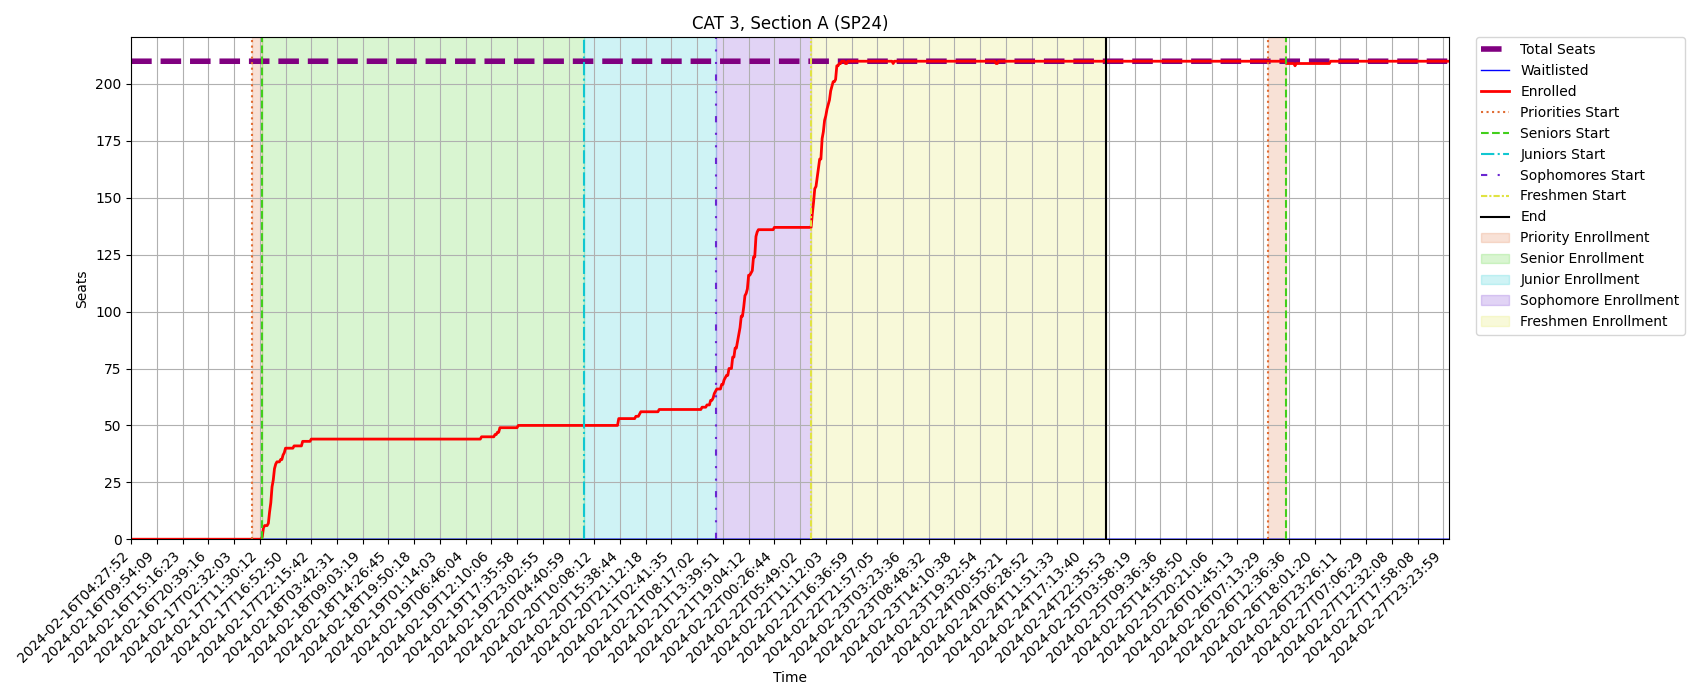 CAT 3, Section A (SP24)
Total Seats
Waitlisted
Enrolled
Priorities Start
Seniors Start
Juniors Start
Sophomores Start
Freshmen Start
End
Priority Enrollment
Senior Enrollment
Junior Enrollment
Sophomore Enrollment
Freshmen Enrollment
Seats
200
175
150
125
100
75
50
25
0
2024-02-16T04:27:52
2024-02-16T09:54:09
2024-02-16T15:16:23
2024-02-16T20:39:16
2024-02-17T02:32:03
2024-02-17T11:30:12
2024-02-17T16:52:50
2024-02-17T22:15:42
2024-02-18T03:42:31
2024-02-18T09:03:19
2024-02-18T14:26:45
2024-02-18T19:50:18
2024-02-19T01:14:03
2024-02-19T06:46:04
2024-02-19T12:10:06
2024-02-19T17:35:58
2024-02-19T23:02:55
2024-02-20T04:40:59
2024-02-20T10:08:12
2024-02-20T15:38:44
2024-02-20T21:12:18
2024-02-21T02:41:35
2024-02-21T08:17:02
2024-02-21T13:39:51
2024-02-21T19:04:12
2024-02-22T00:26:44
2024-02-22T05:49:02
2024-02-22T11:12:03
2024-02-22T16:36:59
2024-02-22T21:57:05
2024-02-23T03:23:36
2024-02-23T08:48:32
2024-02-23T14:10:38
2024-02-23T19:32:54
2024-02-24T00:55:21
2024-02-24T06:28:52
2024-02-24T11:51:33
2024-02-24T17:13:40
2024-02-24T22:35:53
2024-02-25T03:58:19
2024-02-25T09:36:36
2024-02-25T14:58:50
2024-02-25T20:21:06
2024-02-26T01:45:13
2024-02-26T07:13:29
2024-02-26T12:36:36
2024-02-26T18:01:20
2024-02-26T23:26:11
2024-02-27T07:06:29
2024-02-27T12:32:08
2024-02-27T17:58:08
2024-02-27T23:23:59
Time